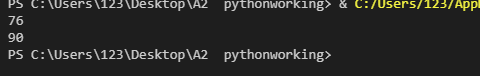 PS C:\Users\123\Desktop\A2  pythonworking> & C:/Users/123/App
76
90
PS C:\Users\123\Desktop\A2  pythonworking>